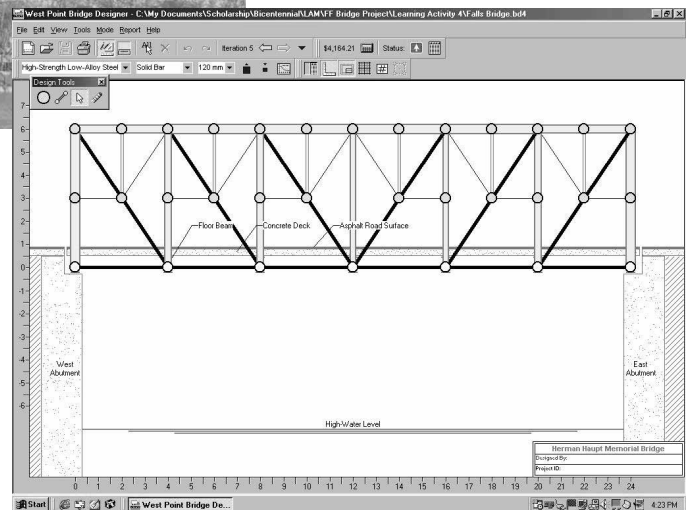 West Point Bridge Designer - C:\My Documents\Scholarship\Bicentennial\LAM\FF Bridge Project\Learning Activity 4\Falls Bridge.bd4
File Edit View Tools Mode Report Help
Iteration 5 $4,164.21 Status:
High-Strength Low-Alloy Steel Solid Bar 120 mm
Design Tools
7
6
5
4
3
2
1
0
-1
-2
-3
-4
-5
-6
Floor Beam Concrete Deck Asphalt Road Surface
West Abutment
East Abutment
High-Water Level
Herman Haupt Memorial Bridge
Designed By:
Project ID:
0 1 2 3 4 5 6 7 8 9 10 11 12 13 14 15 16 17 18 19 20 21 22 23 24
Start West Point Bridge De... 4:23 PM